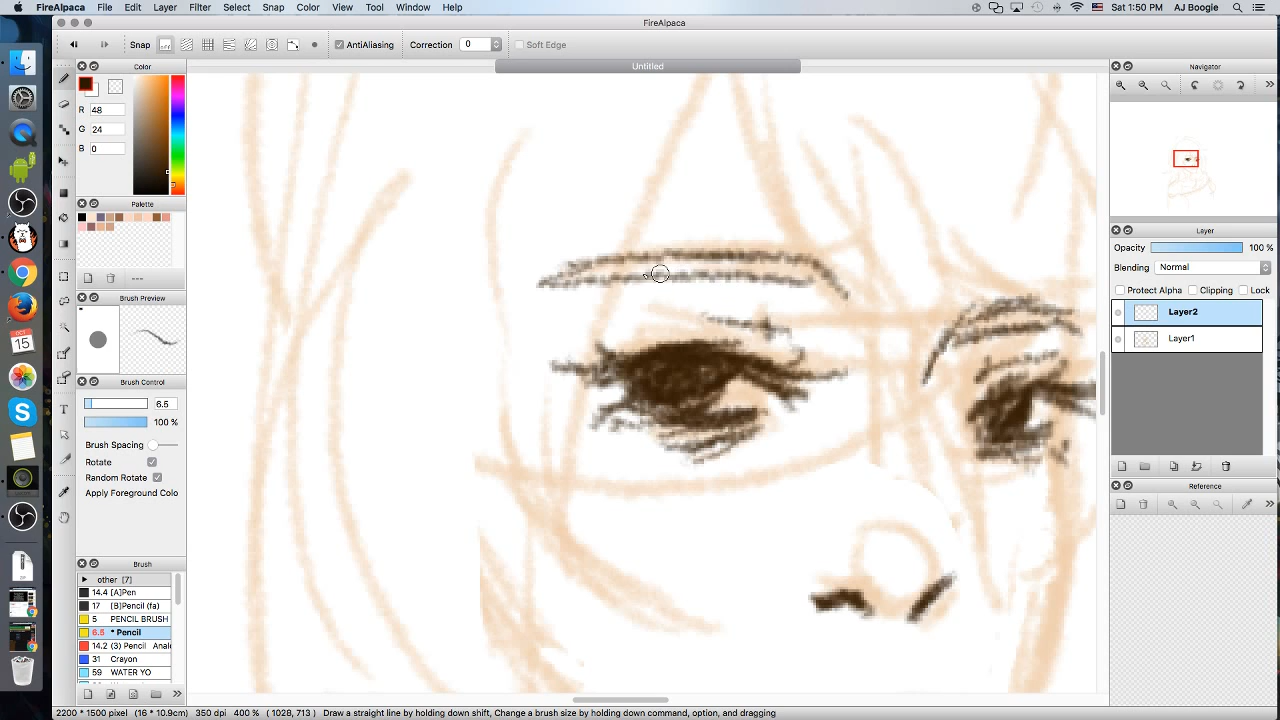 FireAlpaca File Edit Layer Filter Select Snap Color View Tool Window Help Sat 1:50 PM AJ Boogie
FireAlpaca
Snap AntiAliasing Correction 0 Soft Edge
Untitled
Color
R 48
G 24
B 0
Palette
---
Brush Preview
Brush Control
6.5
100 %
Brush Spacing
Rotate
Random Rotate
Apply Foreground Colo
Brush
other [7]
14.4 [A]Pen
17 (B)Pencil (fa)
5 PENCIL BRUSH
6.5 * Pencil
14.2 (3) Pencil Anal
31 Crayon
59 WATER YO
Navigator
Layer
Opacity 100 %
Blending Normal
Protect Alpha Clipping Lock
Layer2
Layer1
Reference
OCT
15
2200 * 1500 pixel (16 * 10.9cm) 350 dpi 400 % ( 1028, 713 ) Draw a straight line by holding down shift, Change a brush size by holding down command, option, and dragging